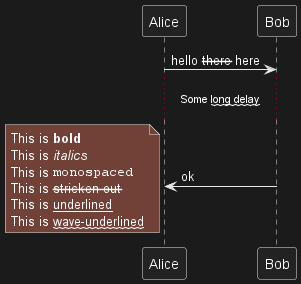 Alice Bob
hello there here
Some long delay
ok
This is bold
This is italics
This is monospaced
This is stricken out
This is underlined
This is wave-underlined
Alice Bob